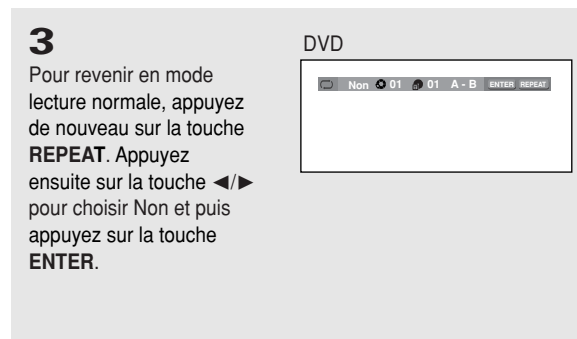 3
Pour revenir en mode
lecture normale, appuyez
de nouveau sur la touche
REPEAT. Appuyez
ensuite sur la touche ◄/►
pour choisir Non et puis
appuyez sur la touche
ENTER.
DVD
Non 01 01 A - B ENTER REPEAT